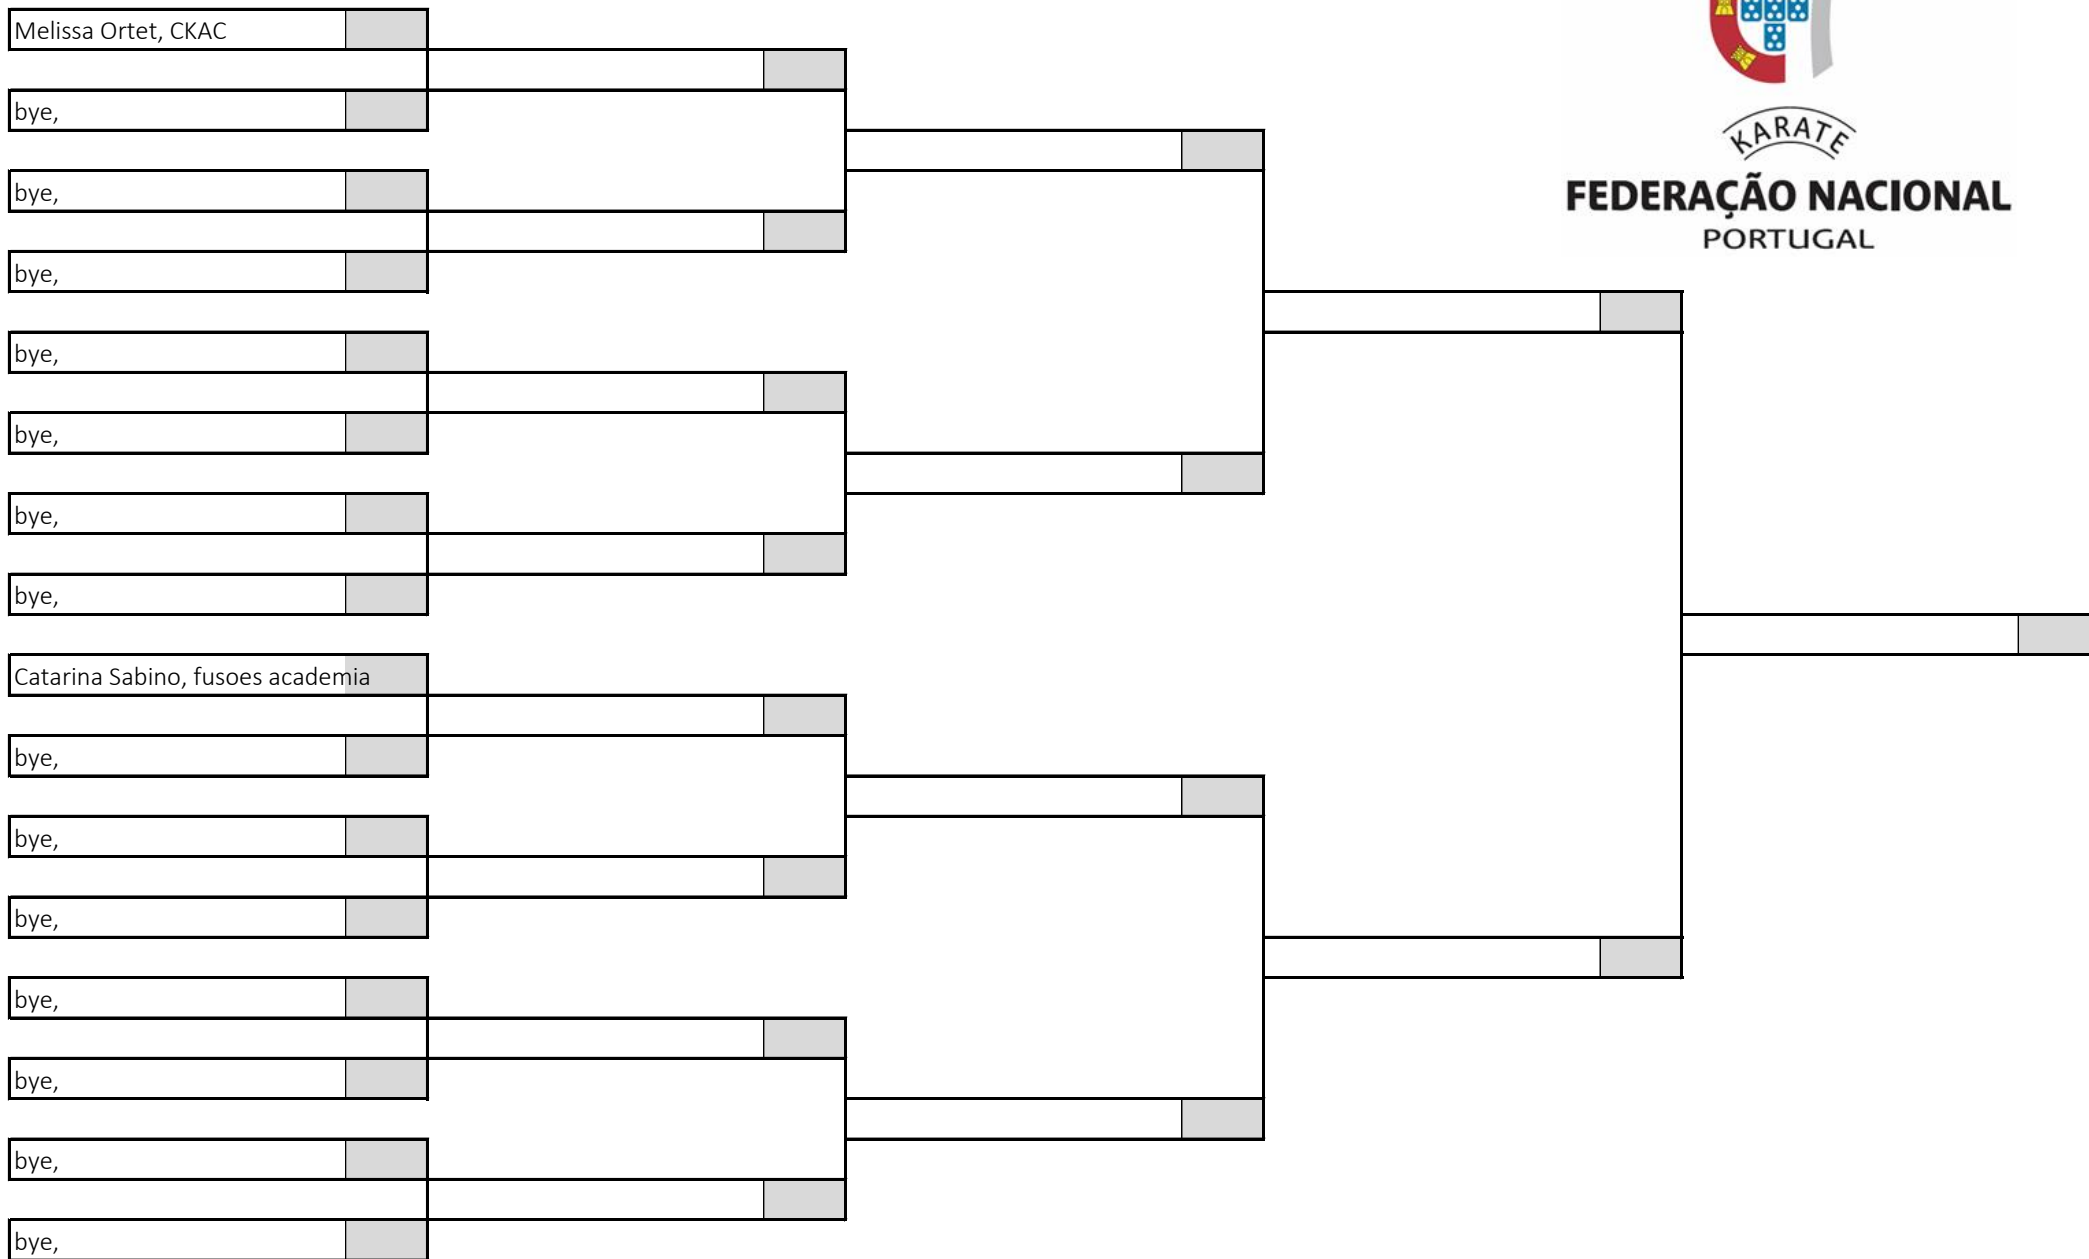 Melissa Ortet, CKAC
bye,
bye,
bye,
bye,
bye,
bye,
bye,
Catarina Sabino, fusoes academia
bye,
bye,
bye,
bye,
bye,
bye,
bye,
KARATE
FEDERAÇÃO NACIONAL
PORTUGAL